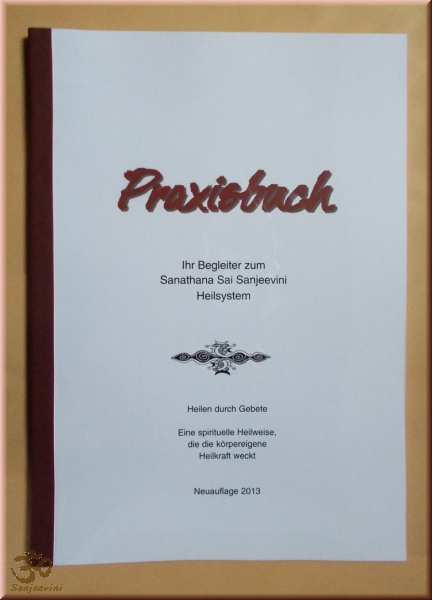 Praxisbuch
Ihr Begleiter zum
Sanathana Sai Sanjeevini
Heilsystem
Heilen durch Gebete
Eine spirituelle Heilweise,
die die körpereigene
Heilkraft weckt
Neuauflage 2013
Sanjeevini